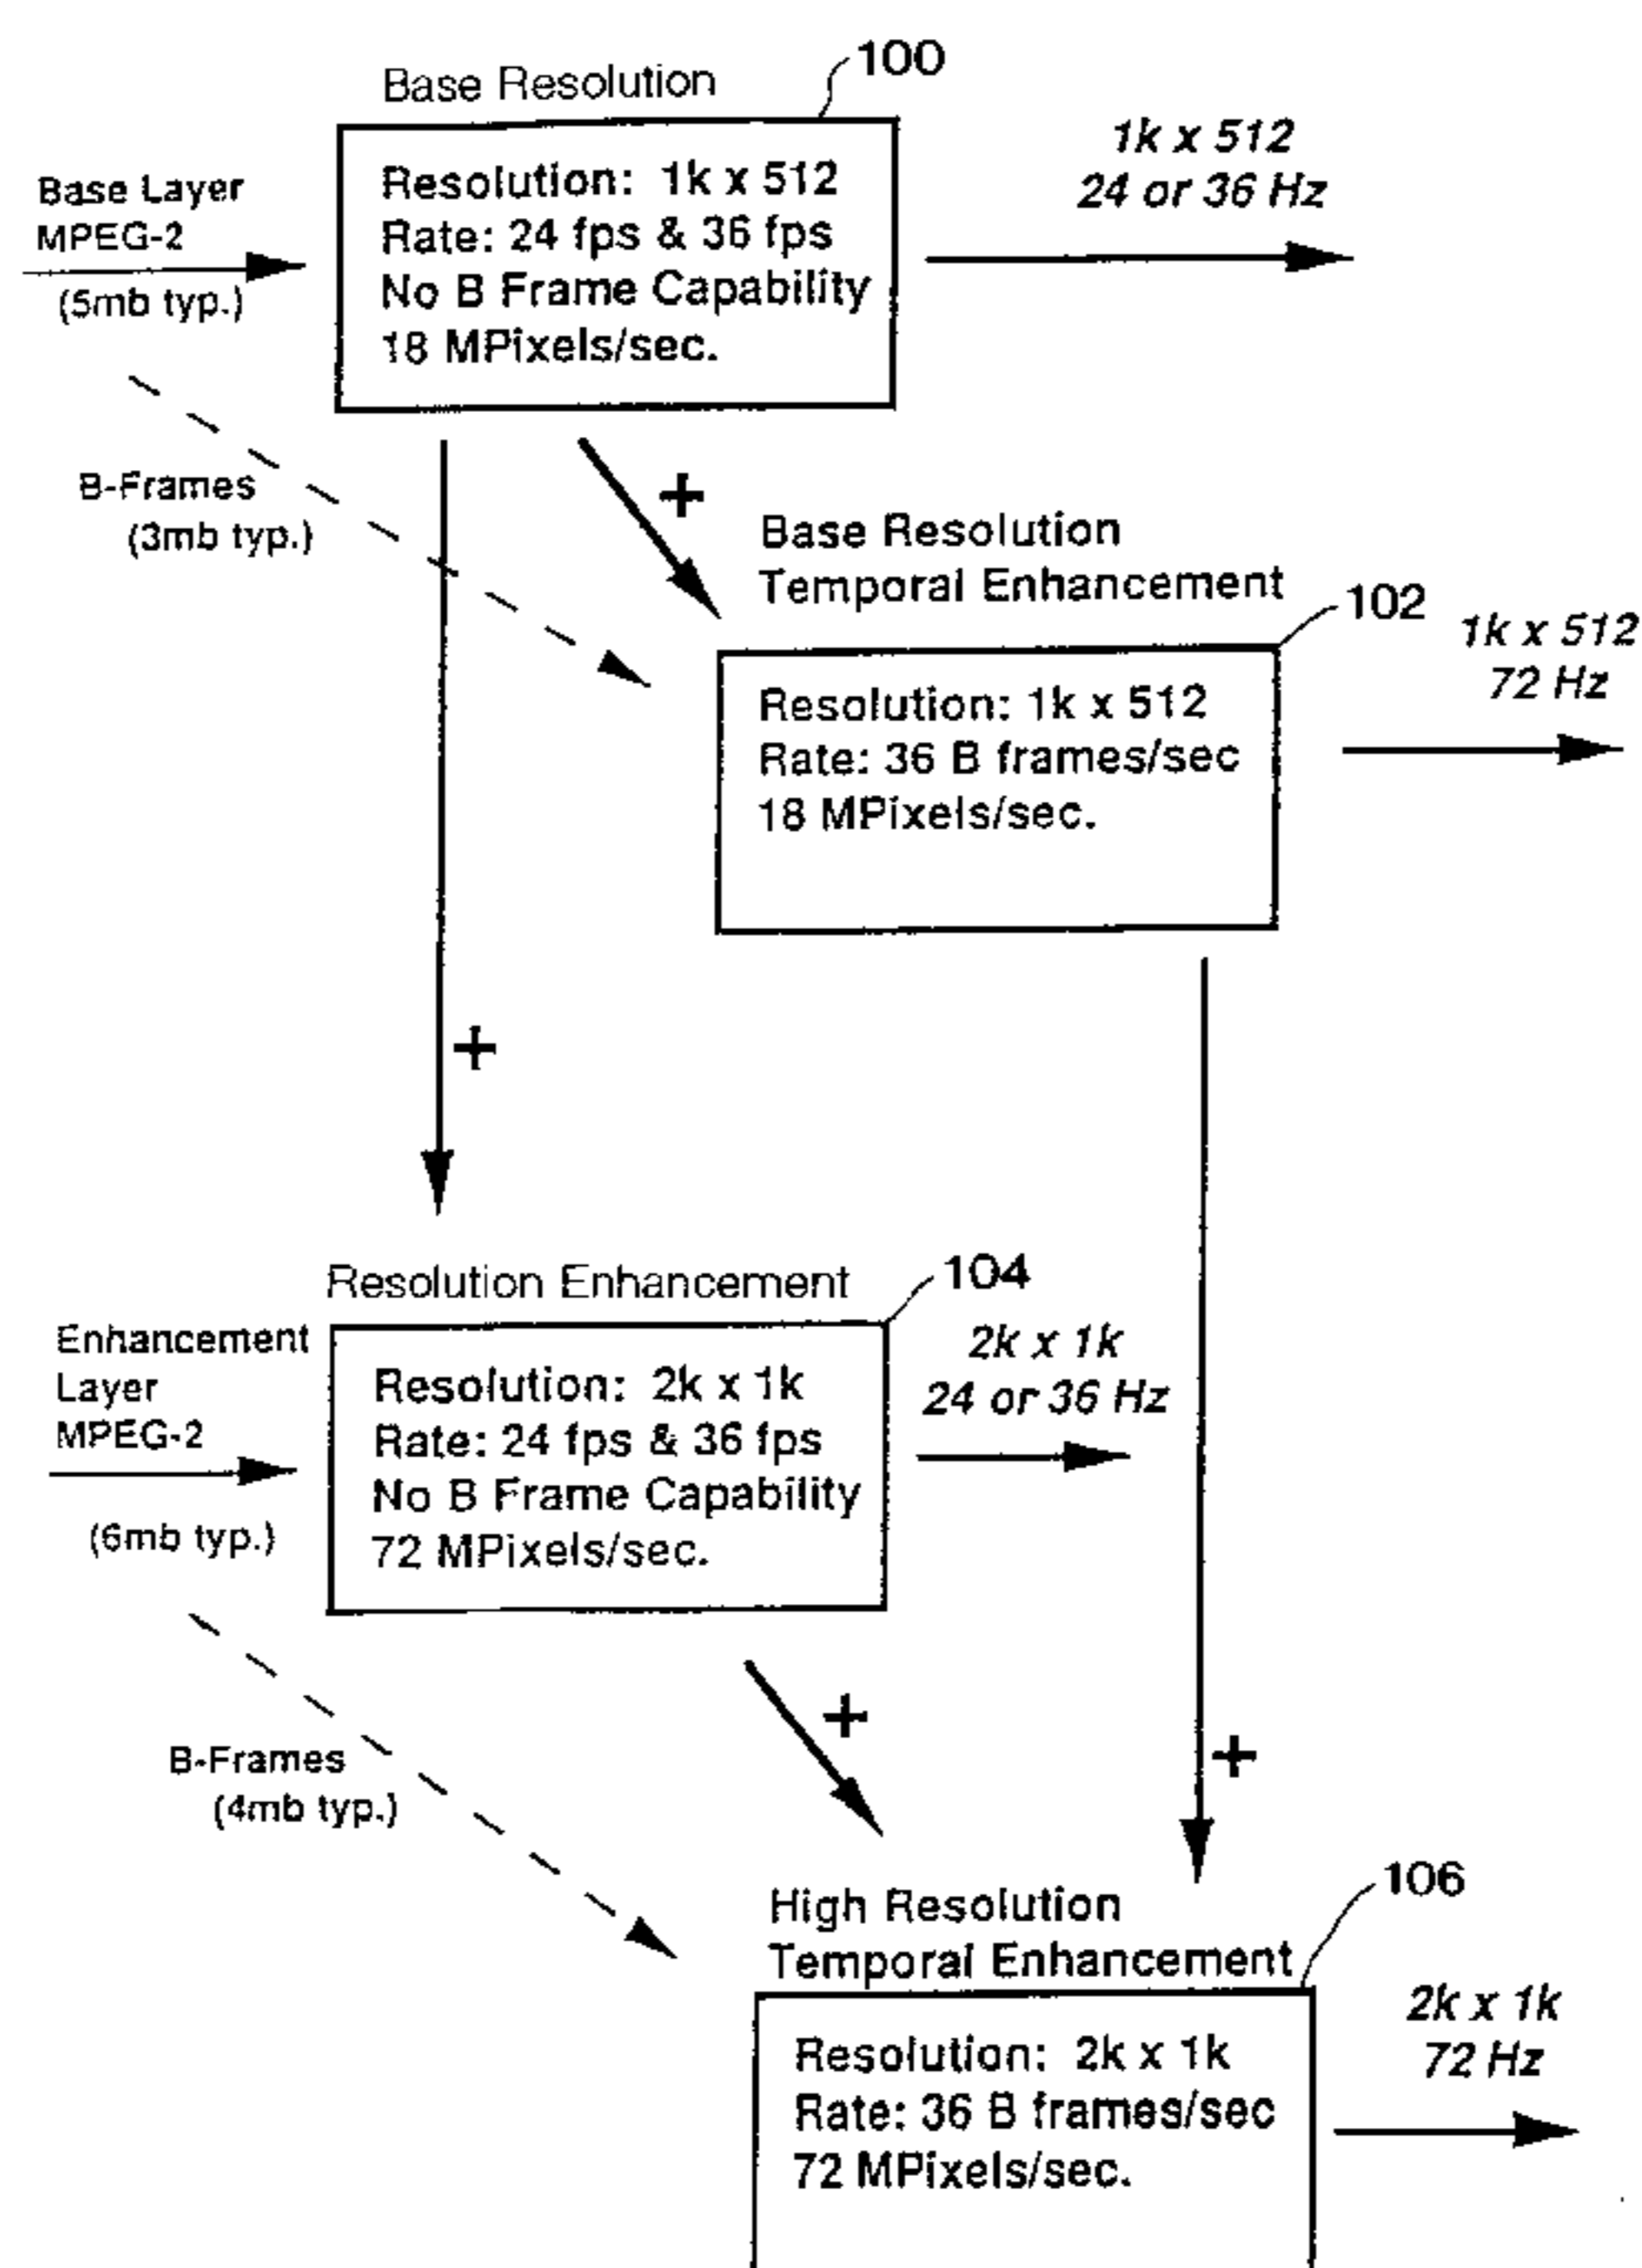 Base Resolution
100
Base Layer
MPEG-2
(5mb typ.)
Resolution: 1k x 512
Rate: 24 fps & 36 fps
No B Frame Capability
18 MPixels/sec.
1k x 512
24 or 36 Hz
B-Frames
(3mb typ.)
+
Base Resolution
Temporal Enhancement
102
1k x 512
72 Hz
Resolution: 1k x 512
Rate: 36 B frames/sec
18 MPixels/sec.
+
Resolution Enhancement
104
Enhancement
Layer
MPEG-2
(6mb typ.)
Resolution: 2k x 1k
Rate: 24 fps & 36 fps
No B Frame Capability
72 MPixels/sec.
2k x 1k
24 or 36 Hz
B-Frames
(4mb typ.)
+
+
High Resolution
Temporal Enhancement
106
Resolution: 2k x 1k
Rate: 36 B frames/sec
72 MPixels/sec.
2k x 1k
72 Hz